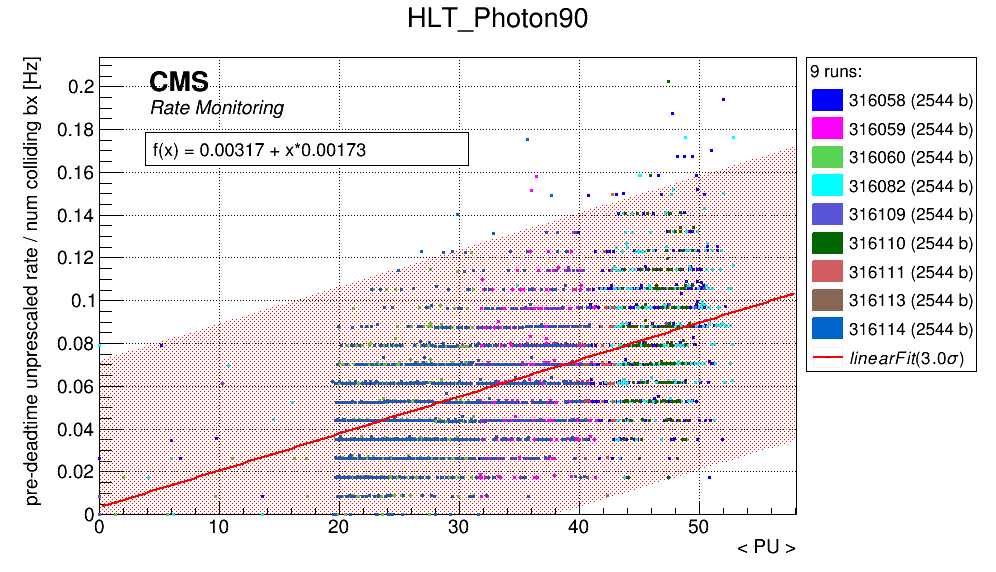 HLT_Photon90
pre-deadtime unprescaled rate / num colliding bx [Hz]
0.2
0.18
0.16
0.14
0.12
0.1
0.08
0.06
0.04
0.02
0
CMS
Rate Monitoring
f(x) = 0.00317 + x*0.00173
0 10 20 30 40 50
< PU >
9 runs:
316058 (2544 b)
316059 (2544 b)
316060 (2544 b)
316082 (2544 b)
316109 (2544 b)
316110 (2544 b)
316111 (2544 b)
316113 (2544 b)
316114 (2544 b)
linearFit(3.0σ)